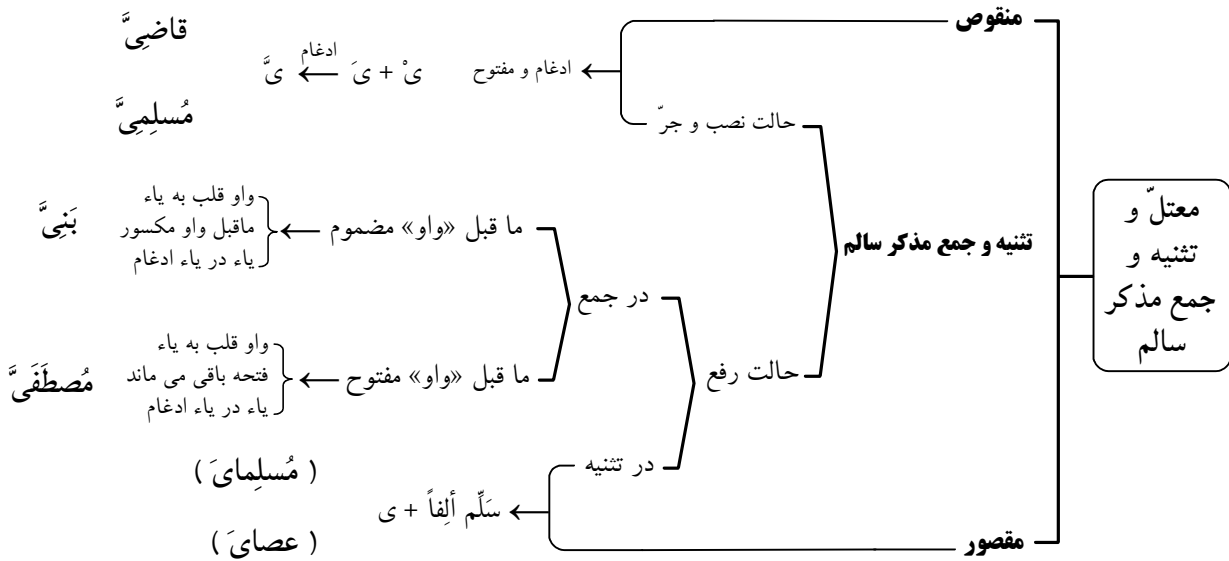 معتلّ و
تثنیه و
جمع مذکر
سالم
منقوص
ادغام و مفتوح
یْ + یَ ادغام یَّ
قاضِیَّ
مُسلِمِیَّ
تثنیه و جمع مذکر سالم
حالت نصب و جرّ
حالت رفع
در جمع
ما قبل «واو» مضموم
واو قلب به یاء
ماقبل واو مکسور
یاء در یاء ادغام
بَنِیَّ
ما قبل «واو» مفتوح
واو قلب به یاء
فتحه باقی می ماند
یاء در یاء ادغام
مُصطَفَیَّ
در تثنیه
سَلِّم ألِفاً + ی
( مُسلِمایَ )
( عصایَ )
مقصور